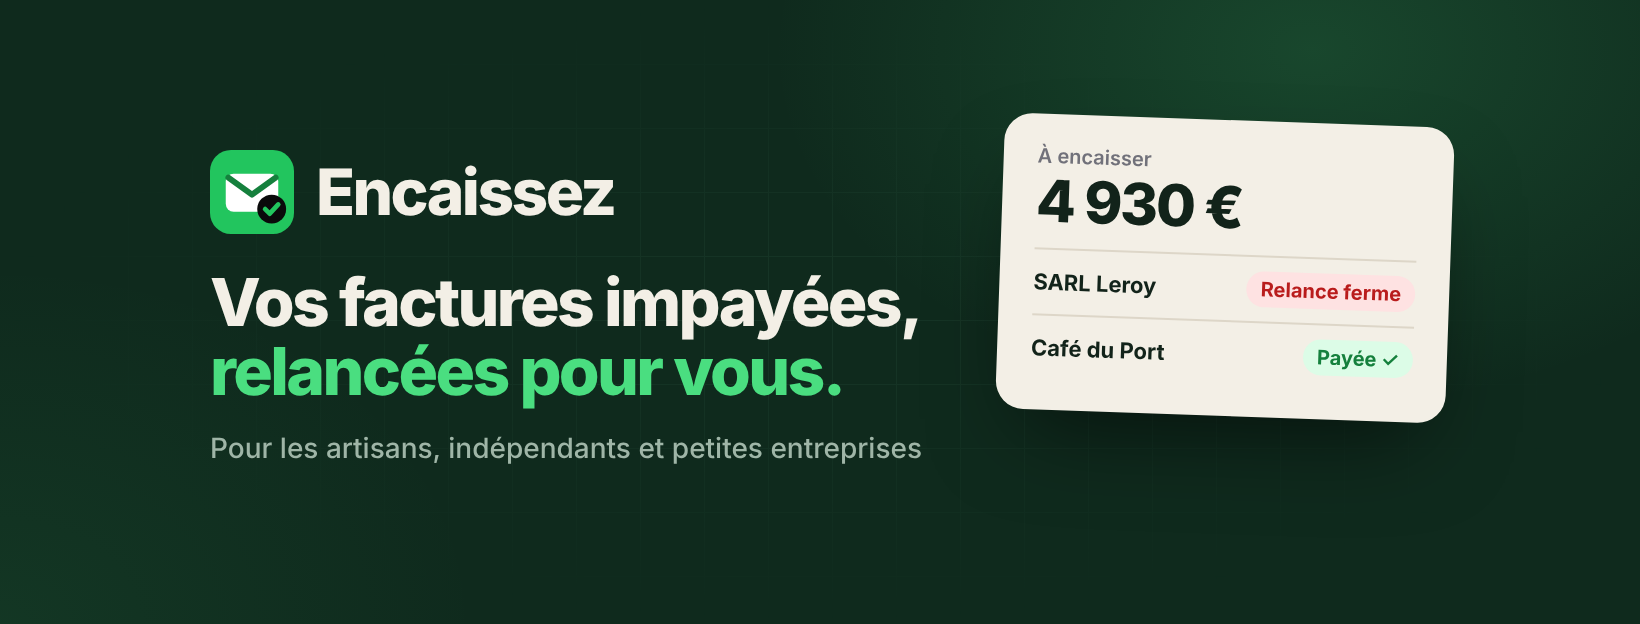 Encaissez
Vos factures impayées,
relancées pour vous.
Pour les artisans, indépendants et petites entreprises
À encaisser
4 930 €
SARL Leroy
Relance ferme
Café du Port
Payée ✓